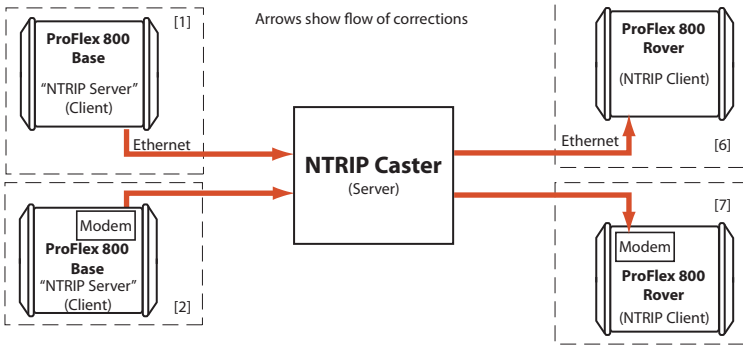 [1]
Arrows show flow of corrections
ProFlex 800
Base
“NTRIP Server”
(Client)
Ethernet
ProFlex 800
Rover
(NTRIP Client)
Ethernet
[6]
NTRIP Caster
(Server)
Modem
ProFlex 800
Base
“NTRIP Server”
(Client)
[2]
[7]
Modem
ProFlex 800
Rover
(NTRIP Client)